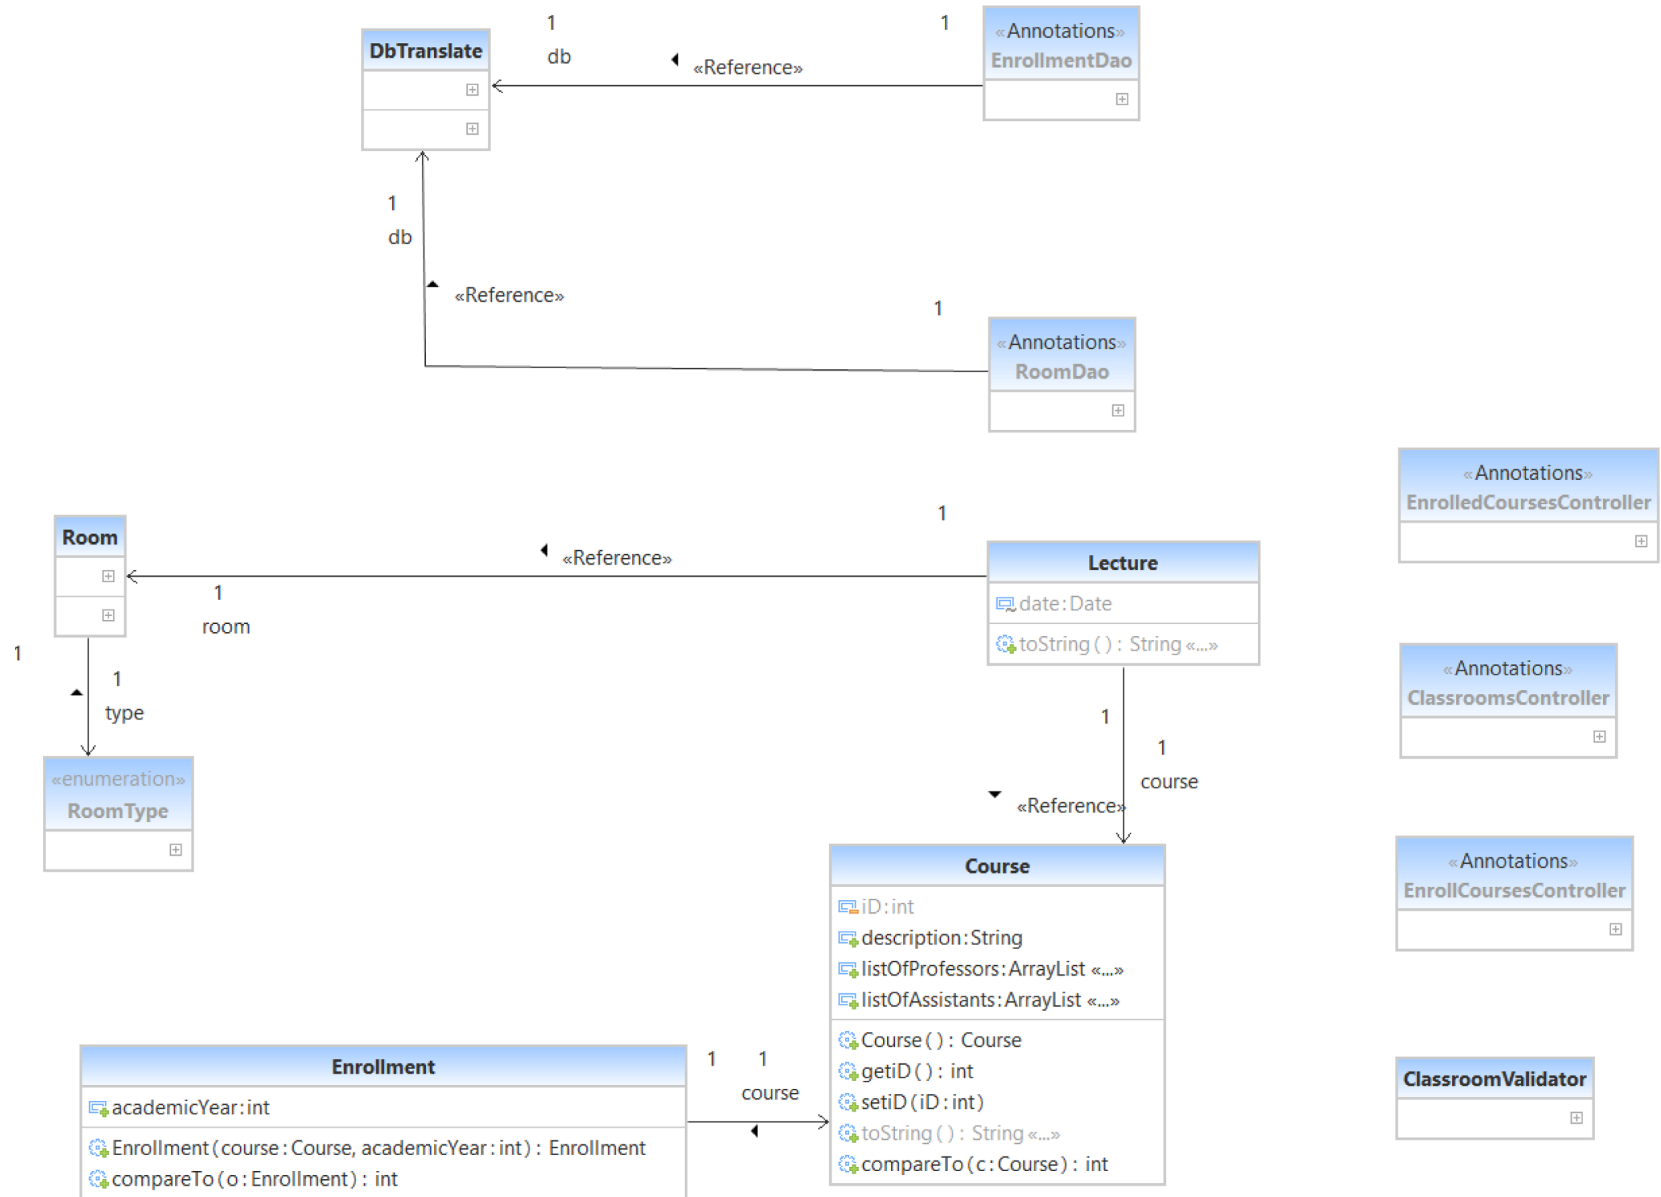 1
1
«Annotations»
EnrollmentDao
DbTranslate
db
«Reference»
1
db
«Reference»
1
«Annotations»
RoomDao
«Annotations»
EnrolledCoursesController
1
Room
«Reference»
Lecture
1
room
date:Date
toString(): String«...»
1
1
type
«Annotations»
ClassroomsController
1
1
course
«enumeration»
RoomType
«Reference»
Course
«Annotations»
EnrollCoursesController
iD:int
description:String
listOfProfessors:ArrayList «...»
listOfAssistants:ArrayList «...»
Course(): Course
getiD(): int
setiD(iD:int)
toString(): String«...»
compareTo(c:Course): int
1
1
course
Enrollment
academicYear:int
Enrollment(course:Course, academicYear:int): Enrollment
compareTo(o:Enrollment): int
ClassroomValidator